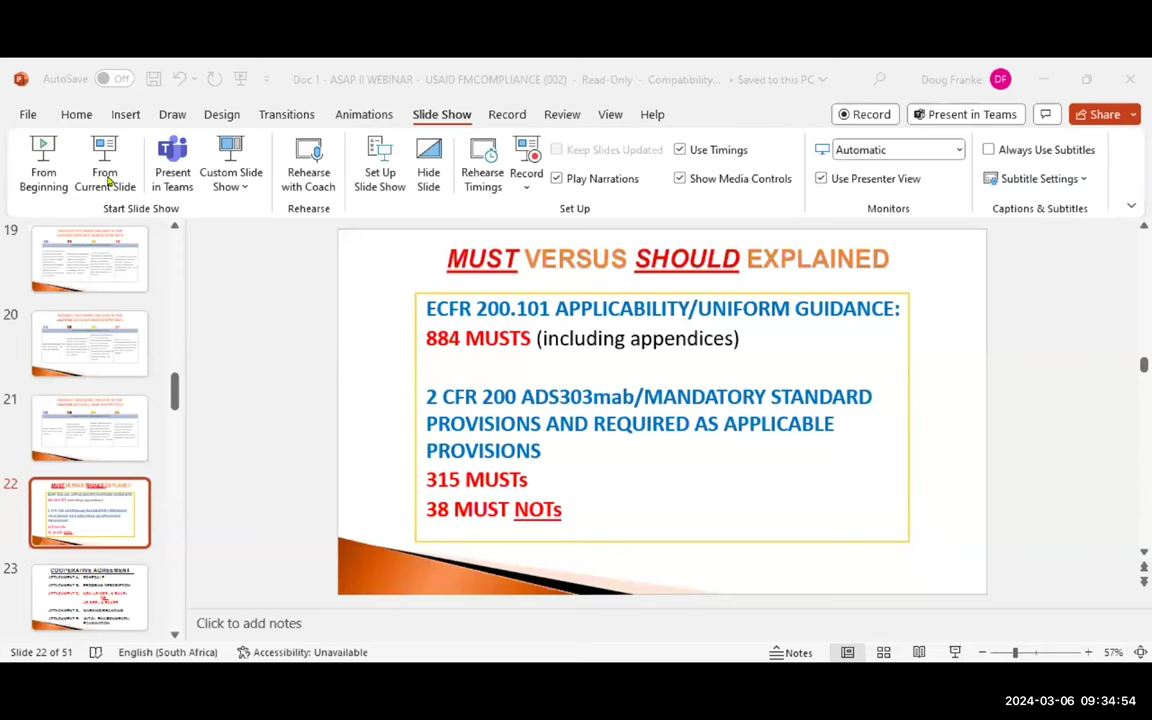 AutoSave Off Doc 1 - ASAP II WEBINAR - USAID FMCOMPLIANCE (002) • Read-Only - Compatibility... • Saved to this PC Doug Franke DF
File Home Insert Draw Design Transitions Animations Slide Show Record Review View Help Record Present in Teams Share
From Beginning
From Current Slide
Present in Teams
Custom Slide Show
Rehearse with Coach
Set Up Slide Show
Hide Slide
Rehearse Timings
Record
Keep Slides Updated
Use Timings
Play Narrations
Show Media Controls
Automatic
Use Presenter View
Always Use Subtitles
Subtitle Settings
Start Slide Show Rehearse Set Up Monitors Captions & Subtitles
19
20
21
22
23
COOPERATIVE AGREEMENT
MUST VERSUS SHOULD EXPLAINED
ECFR 200.101 APPLICABILITY/UNIFORM GUIDANCE:
884 MUSTS (including appendices)
2 CFR 200 ADS303mab/MANDATORY STANDARD
PROVISIONS AND REQUIRED AS APPLICABLE
PROVISIONS
315 MUSTs
38 MUST NOTs
Click to add notes
Slide 22 of 51 English (South Africa) Accessibility: Unavailable Notes 57%
2024-03-06 09:34:54